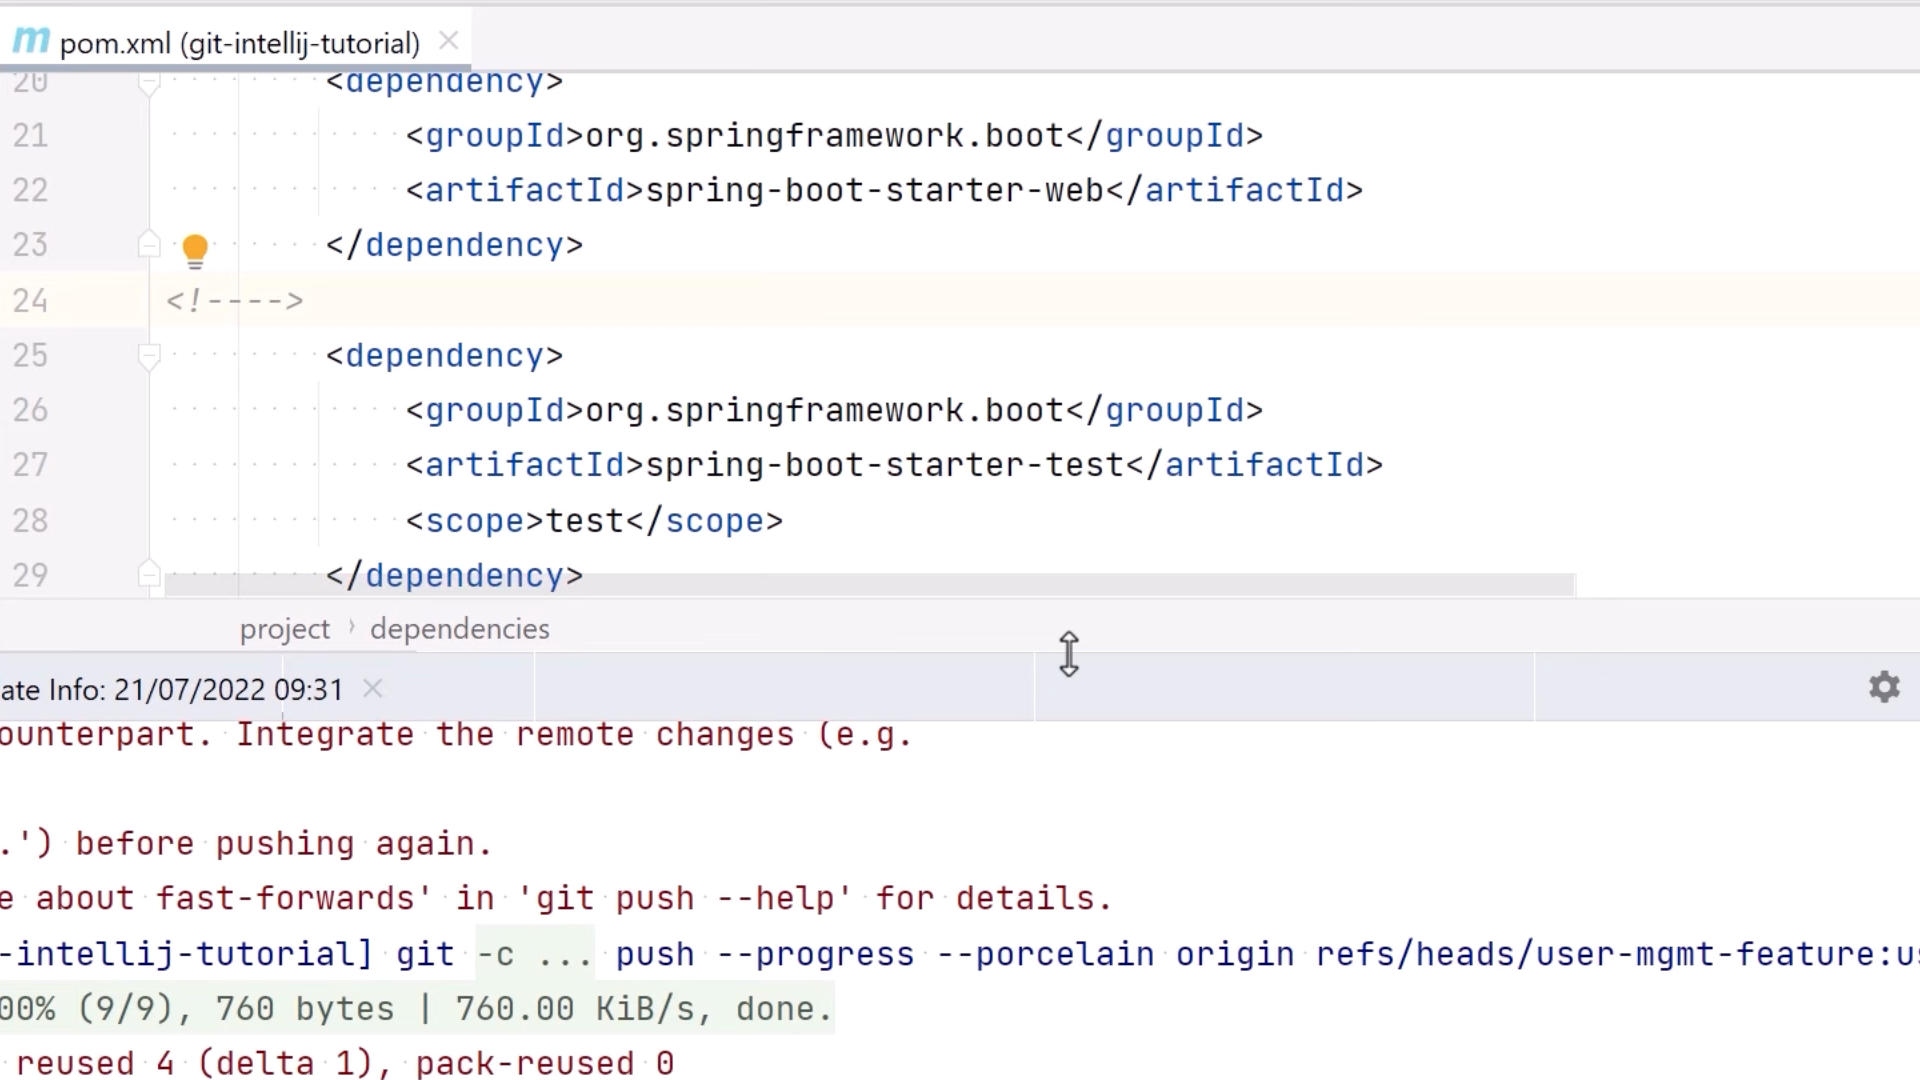 m pom.xml (git-intellij-tutorial)
20 <dependency>
21 <groupId>org.springframework.boot</groupId>
22 <artifactId>spring-boot-starter-web</artifactId>
23 </dependency>
24 <!---->
25 <dependency>
26 <groupId>org.springframework.boot</groupId>
27 <artifactId>spring-boot-starter-test</artifactId>
28 <scope>test</scope>
29 </dependency>
project › dependencies
ate Info: 21/07/2022 09:31
ounterpart. Integrate the remote changes (e.g.
.') before pushing again.
e about fast-forwards' in 'git push --help' for details.
-intellij-tutorial] git -c ... push --progress --porcelain origin refs/heads/user-mgmt-feature:us
00% (9/9), 760 bytes | 760.00 KiB/s, done.
reused 4 (delta 1), pack-reused 0